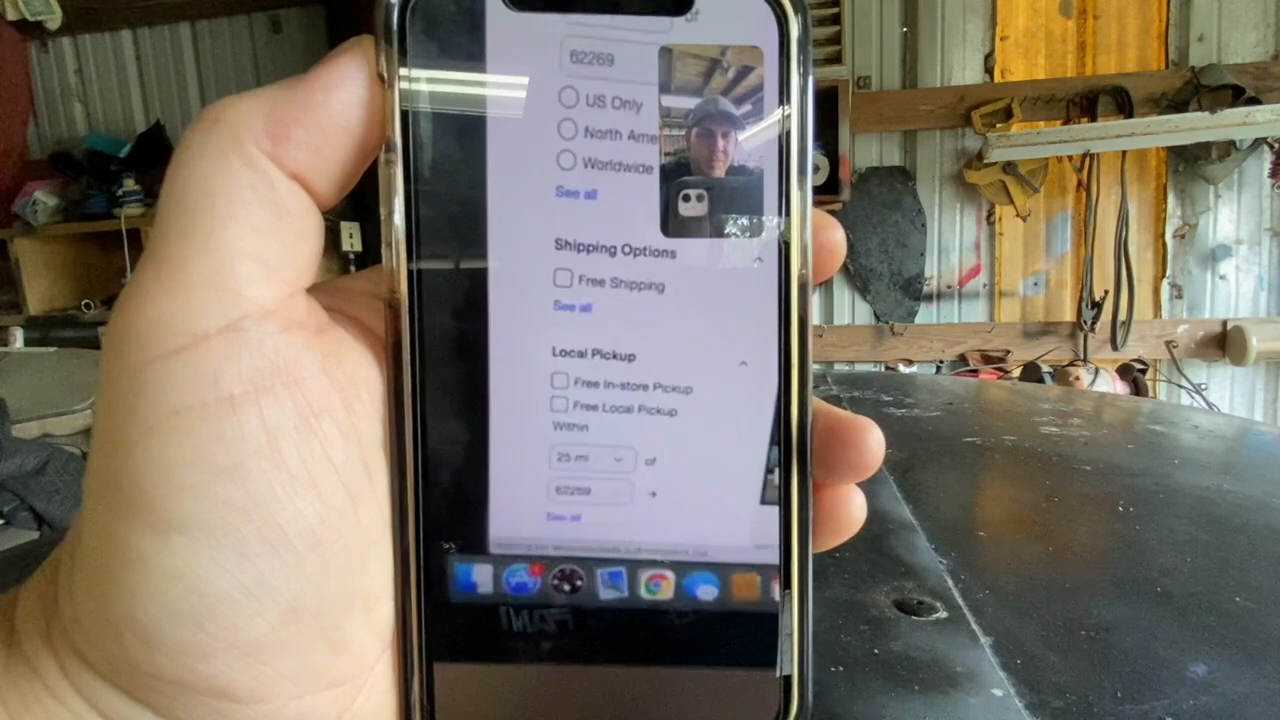 of
62269
US Only
North Ame
Worldwide
See all
Shipping Options
Free Shipping
See all
Local Pickup
Free In-store Pickup
Free Local Pickup
Within
25 mi of
62269
See all